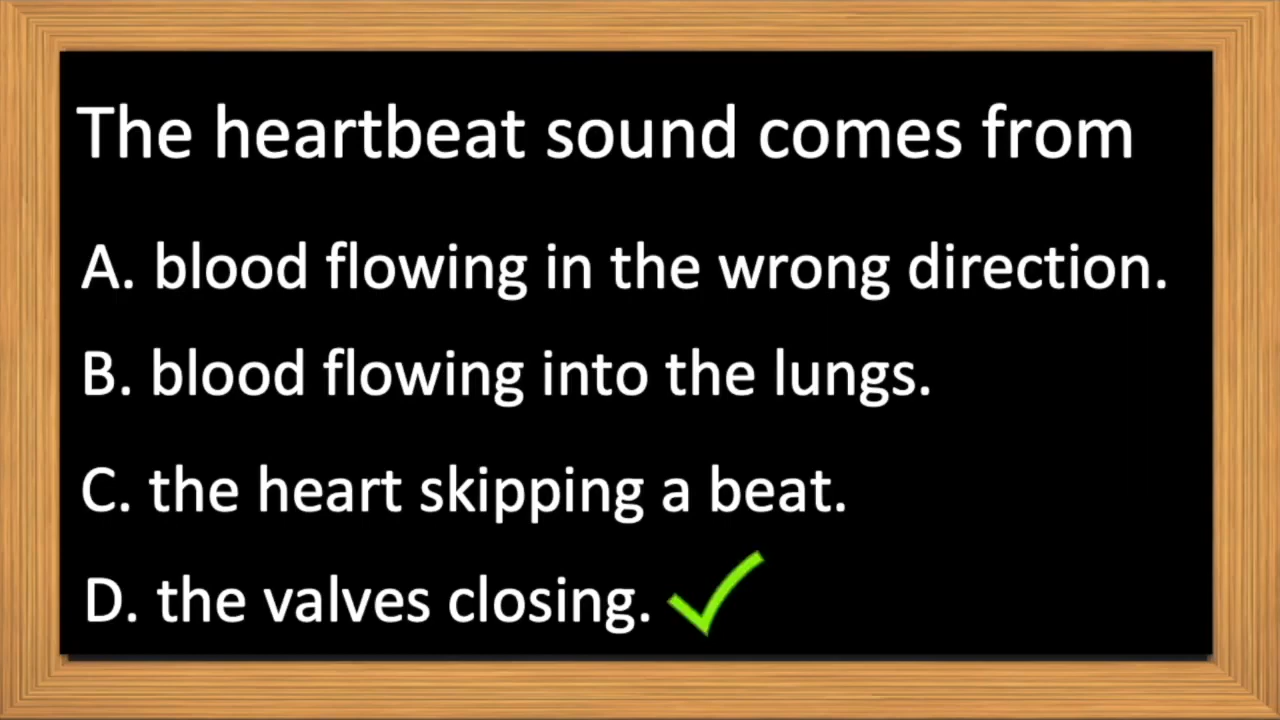 The heartbeat sound comes from
A. blood flowing in the wrong direction.
B. blood flowing into the lungs.
C. the heart skipping a beat.
D. the valves closing.